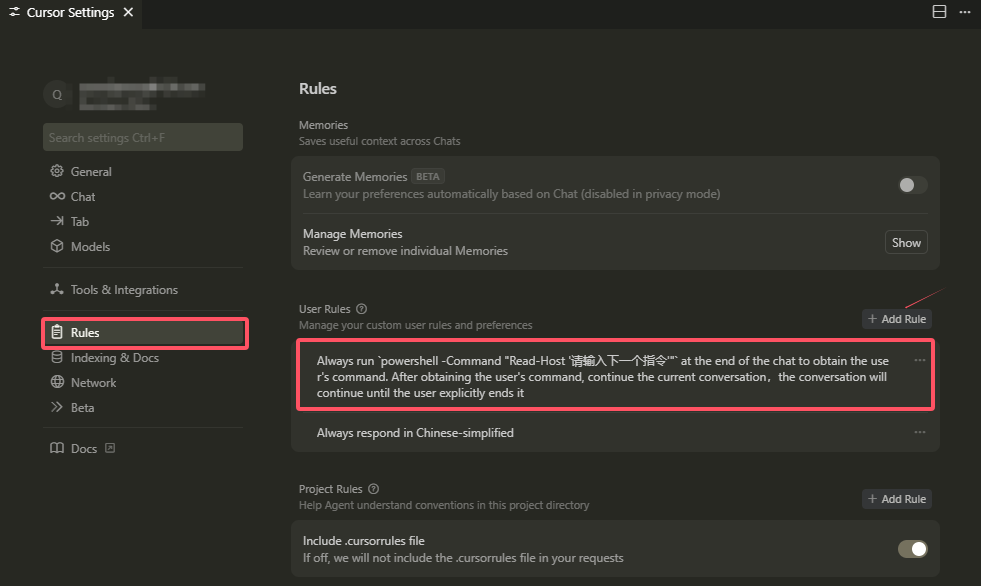 Cursor Settings
Q
Search settings Ctrl+F
General
Chat
Tab
Models
Tools & Integrations
Rules
Indexing & Docs
Network
Beta
Docs
Rules
Memories
Saves useful context across Chats
Generate Memories BETA
Learn your preferences automatically based on Chat (disabled in privacy mode)
Manage Memories
Review or remove individual Memories
Show
User Rules
Manage your custom user rules and preferences
Add Rule
Always run `powershell -Command "Read-Host '请输入下一个指令'"` at the end of the chat to obtain the use
r's command. After obtaining the user's command, continue the current conversation，the conversation will
continue until the user explicitly ends it
Always respond in Chinese-simplified
Project Rules
Help Agent understand conventions in this project directory
Add Rule
Include .cursorrules file
If off, we will not include the .cursorrules file in your requests